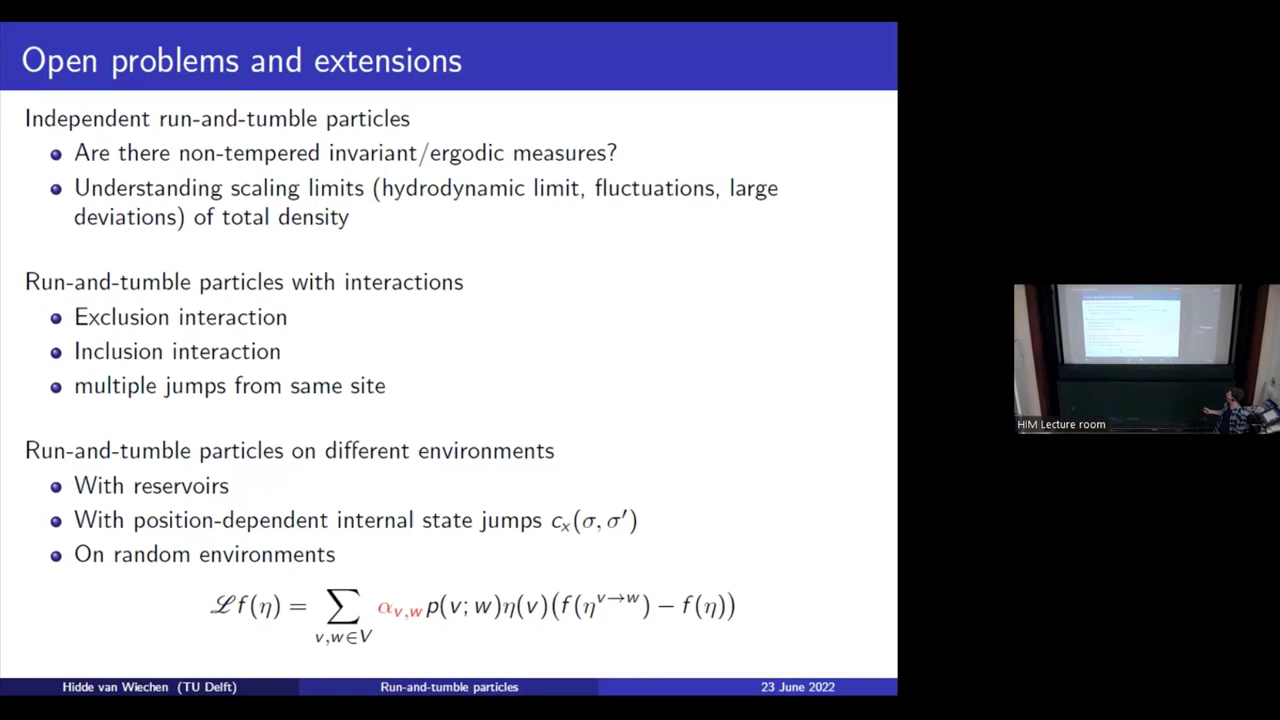 Open problems and extensions
Independent run-and-tumble particles
Are there non-tempered invariant/ergodic measures?
Understanding scaling limits (hydrodynamic limit, fluctuations, large
deviations) of total density
Run-and-tumble particles with interactions
Exclusion interaction
Inclusion interaction
multiple jumps from same site
Run-and-tumble particles on different environments
With reservoirs
With position-dependent internal state jumps cₓ(σ, σ′)
On random environments
ℒf(η) = ∑_{v,w∈V} α_{v,w} p(v; w)η(v)(f(η^{v→w}) − f(η))
Hidde van Wiechen (TU Delft) Run-and-tumble particles 23 June 2022
HIM Lecture room